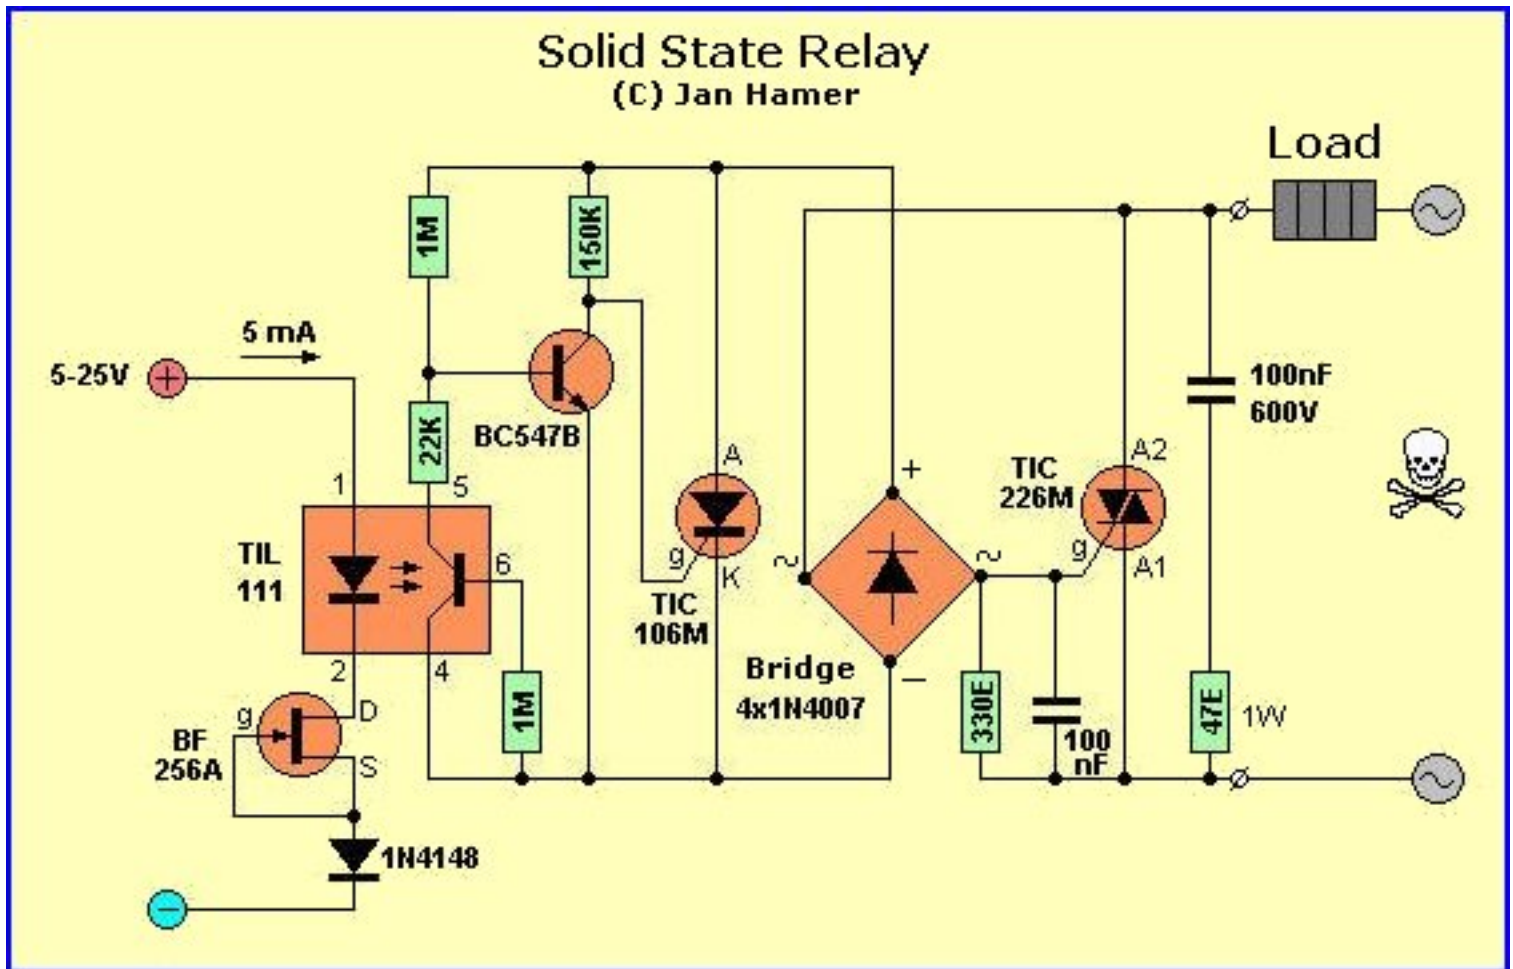 Solid State Relay
(C) Jan Hamer
Load
1M
150K
5 mA
5-25V
+
100nF
600V
BC547B
22K
A
A2
TIC
226M
+
1
5
TIL
111
6
g
K
~
~
g
A1
TIC
106M
2
4
1M
Bridge
4x1N4007
−
330E
100
nF
47E
1W
g
D
BF
256A
S
1N4148
−